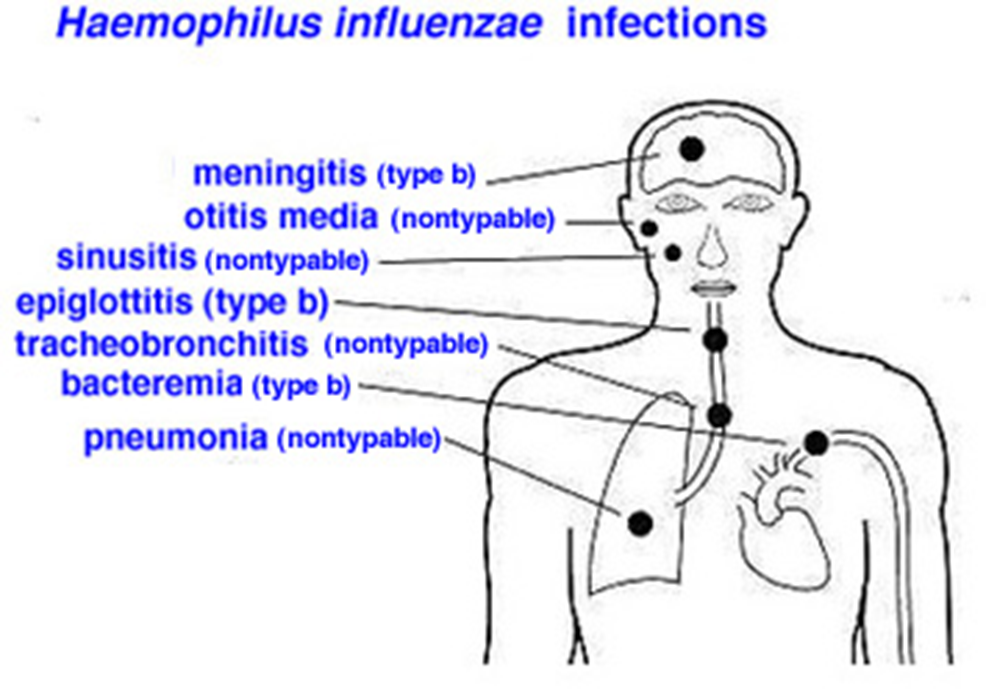 Haemophilus influenzae infections
meningitis (type b)
otitis media (nontypable)
sinusitis (nontypable)
epiglottitis (type b)
tracheobronchitis (nontypable)
bacteremia (type b)
pneumonia (nontypable)